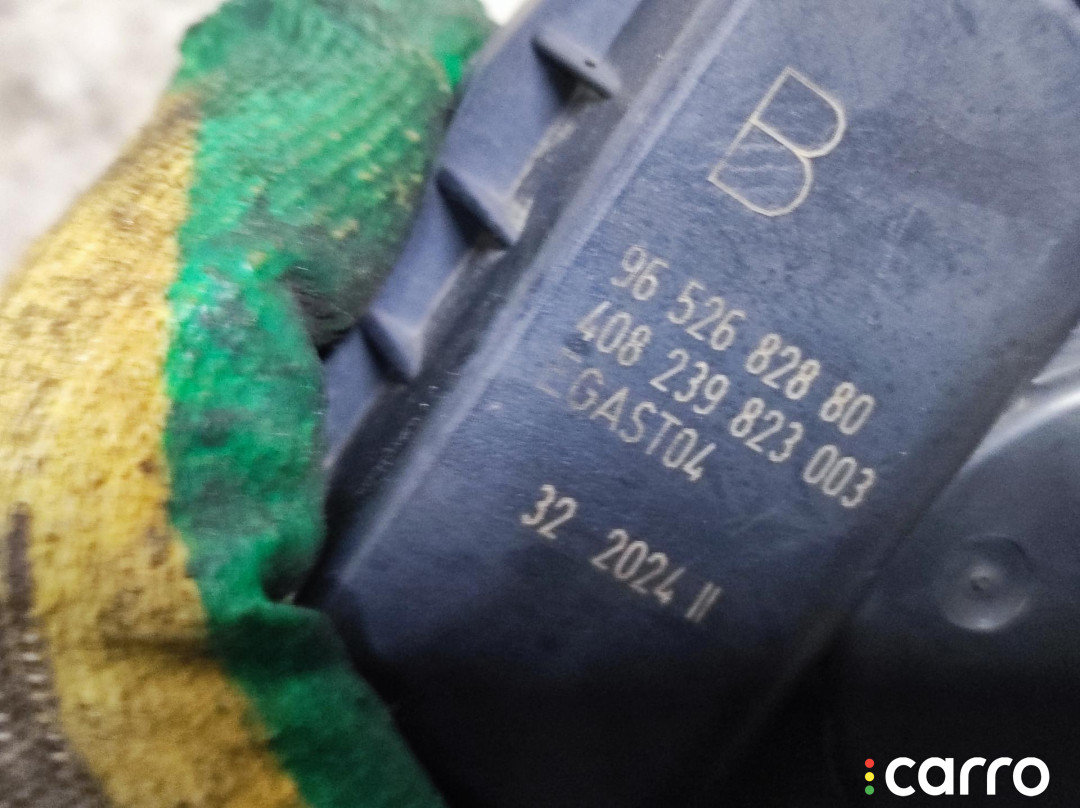 B
96 526 828 80
408 239 823 003
EGAST04
32 2024 II
carro